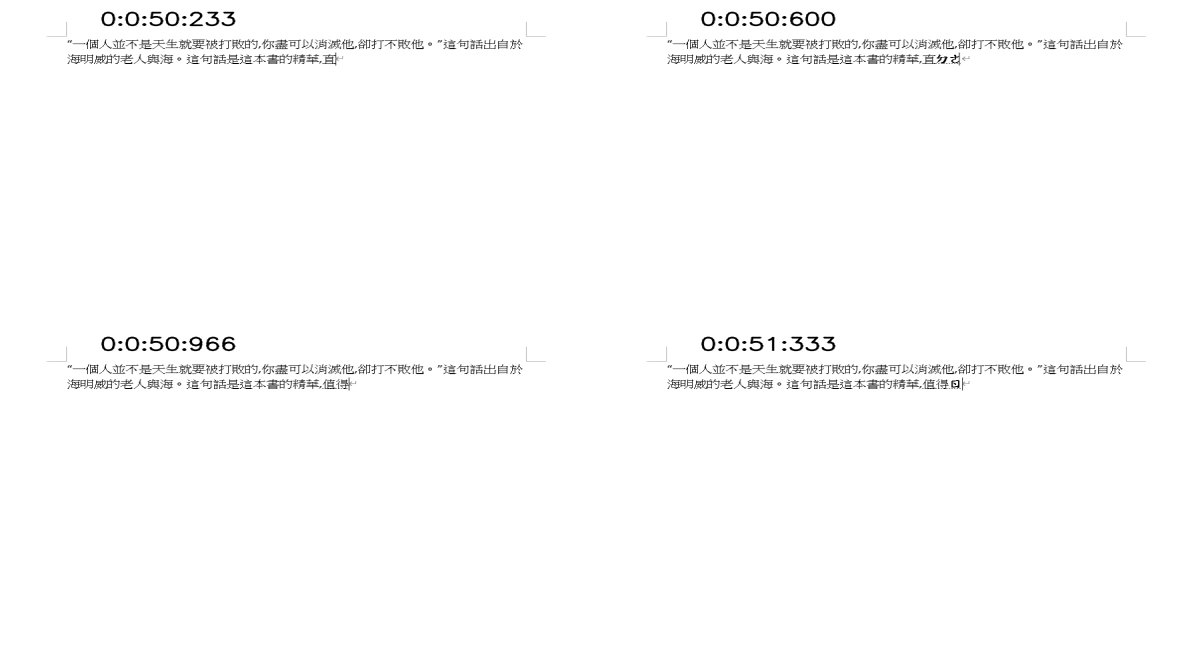 0:0:50:233
“一個人並不是天生就要被打敗的,你盡可以消滅他,卻打不敗他。”這句話出自於
海明威的老人與海。這句話是這本書的精華,直
0:0:50:600
“一個人並不是天生就要被打敗的,你盡可以消滅他,卻打不敗他。”這句話出自於
海明威的老人與海。這句話是這本書的精華,直ㄉㄜ
0:0:50:966
“一個人並不是天生就要被打敗的,你盡可以消滅他,卻打不敗他。”這句話出自於
海明威的老人與海。這句話是這本書的精華,值得
0:0:51:333
“一個人並不是天生就要被打敗的,你盡可以消滅他,卻打不敗他。”這句話出自於
海明威的老人與海。這句話是這本書的精華,值得ㄖ